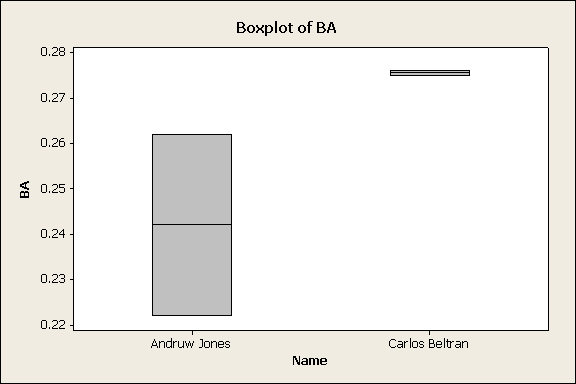 Boxplot of BA
0.28
0.27
0.26
0.25
0.24
0.23
0.22
BA
Andruw Jones
Carlos Beltran
Name